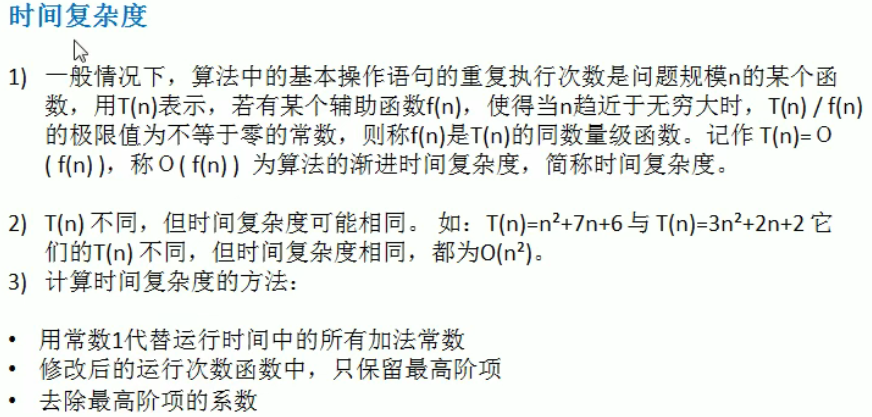 时间复杂度
1) 一般情况下，算法中的基本操作语句的重复执行次数是问题规模n的某个函
数，用T(n)表示，若有某个辅助函数f(n)，使得当n趋近于无穷大时，T(n) / f(n)
的极限值为不等于零的常数，则称f(n)是T(n)的同数量级函数。记作 T(n)=Ｏ
( f(n) )，称Ｏ( f(n) )  为算法的渐进时间复杂度，简称时间复杂度。
2) T(n) 不同，但时间复杂度可能相同。 如：T(n)=n²+7n+6 与 T(n)=3n²+2n+2 它
们的T(n) 不同，但时间复杂度相同，都为O(n²)。
3) 计算时间复杂度的方法：
• 用常数1代替运行时间中的所有加法常数
• 修改后的运行次数函数中，只保留最高阶项
• 去除最高阶项的系数